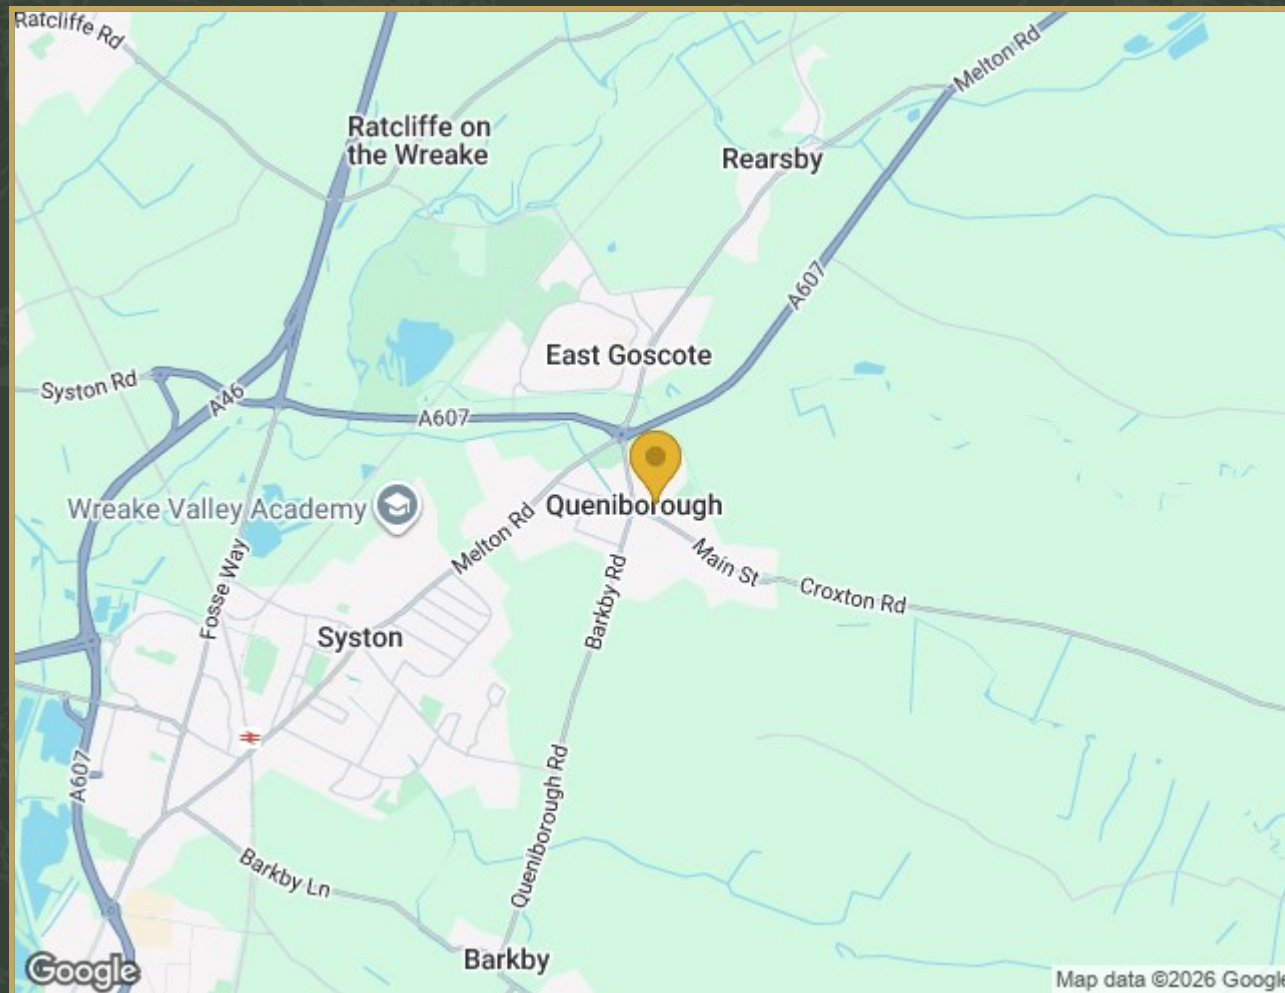 Ratcliffe Rd
Melton Rd
Ratcliffe on
the Wreake
Rearsby
A607
East Goscote
Syston Rd
A46
A607
Wreake Valley Academy
Queniborough
Melton Rd
Main St
Croxton Rd
Fosse Way
Barkby Rd
Syston
A607
Queniborough Rd
Barkby Ln
Barkby
Google
Map data ©2026 Google